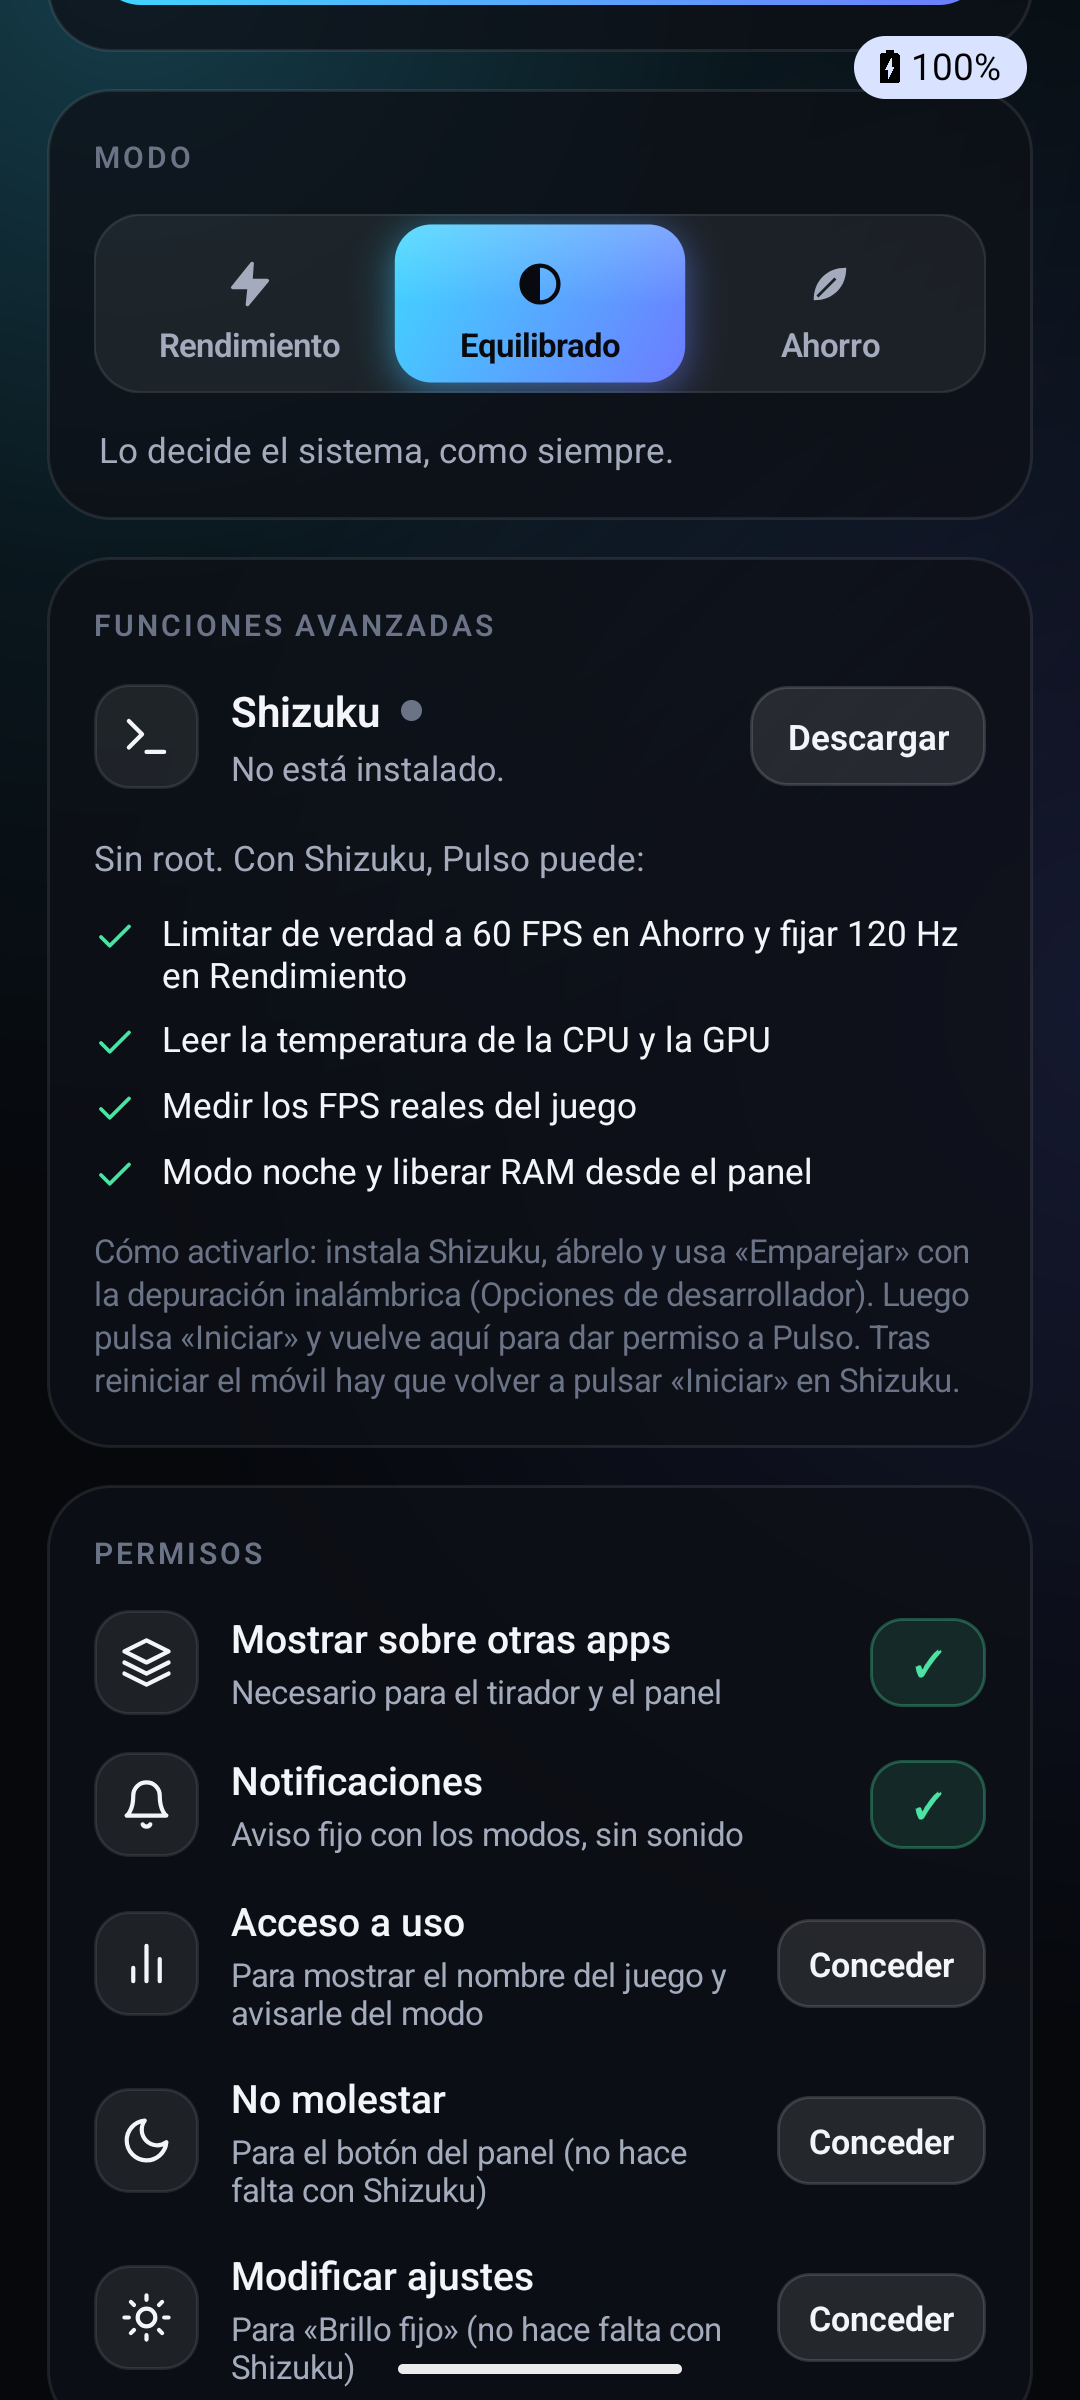 100%
MODO
Rendimiento
Equilibrado
Ahorro
Lo decide el sistema, como siempre.
FUNCIONES AVANZADAS
Shizuku
No está instalado.
Descargar
Sin root. Con Shizuku, Pulso puede:
Limitar de verdad a 60 FPS en Ahorro y fijar 120 Hz
en Rendimiento
Leer la temperatura de la CPU y la GPU
Medir los FPS reales del juego
Modo noche y liberar RAM desde el panel
Cómo activarlo: instala Shizuku, ábrelo y usa «Emparejar» con
la depuración inalámbrica (Opciones de desarrollador). Luego
pulsa «Iniciar» y vuelve aquí para dar permiso a Pulso. Tras
reiniciar el móvil hay que volver a pulsar «Iniciar» en Shizuku.
PERMISOS
Mostrar sobre otras apps
Necesario para el tirador y el panel
✓
Notificaciones
Aviso fijo con los modos, sin sonido
✓
Acceso a uso
Para mostrar el nombre del juego y
avisarle del modo
Conceder
No molestar
Para el botón del panel (no hace
falta con Shizuku)
Conceder
Modificar ajustes
Para «Brillo fijo» (no hace falta con
Shizuku)
Conceder